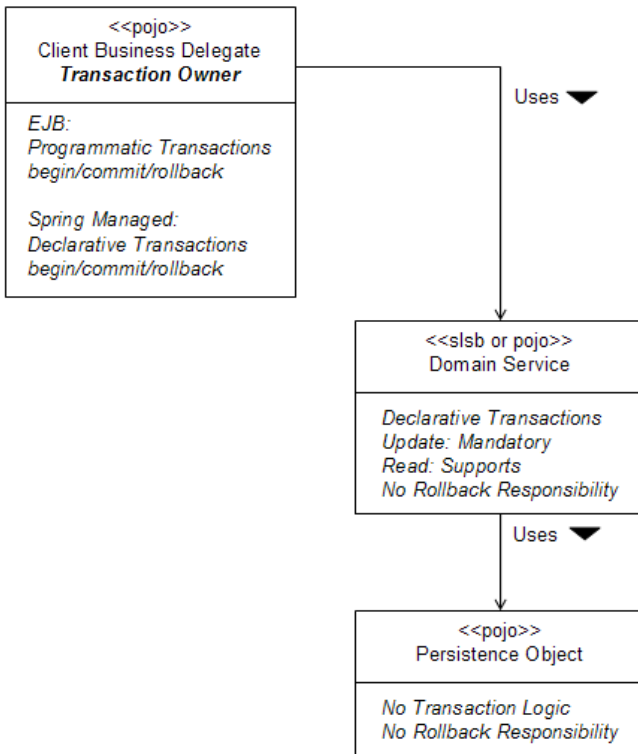 <<pojo>>
Client Business Delegate
Transaction Owner
EJB:
Programmatic Transactions
begin/commit/rollback
Spring Managed:
Declarative Transactions
begin/commit/rollback
Uses
<<slsb or pojo>>
Domain Service
Declarative Transactions
Update: Mandatory
Read: Supports
No Rollback Responsibility
Uses
<<pojo>>
Persistence Object
No Transaction Logic
No Rollback Responsibility